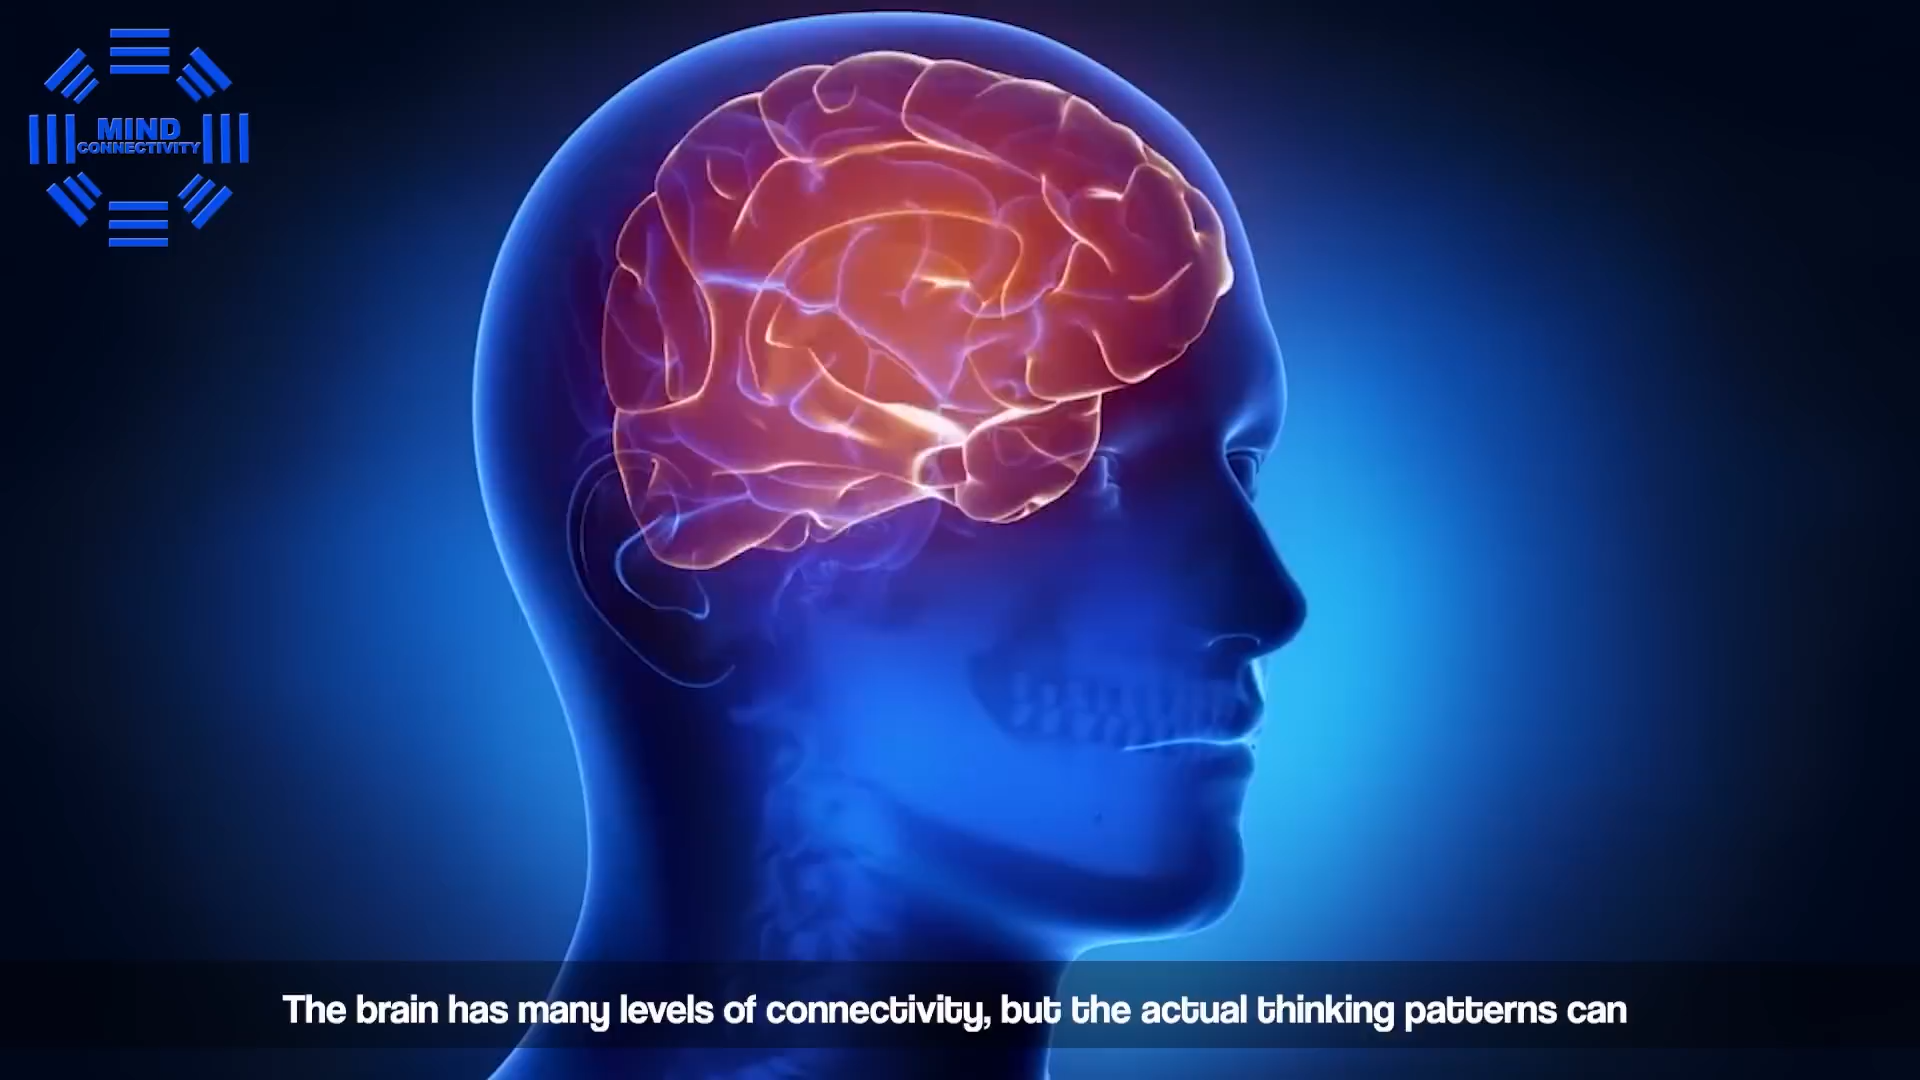 MIND
CONNECTIVITY
The brain has many levels of connectivity, but the actual thinking patterns can